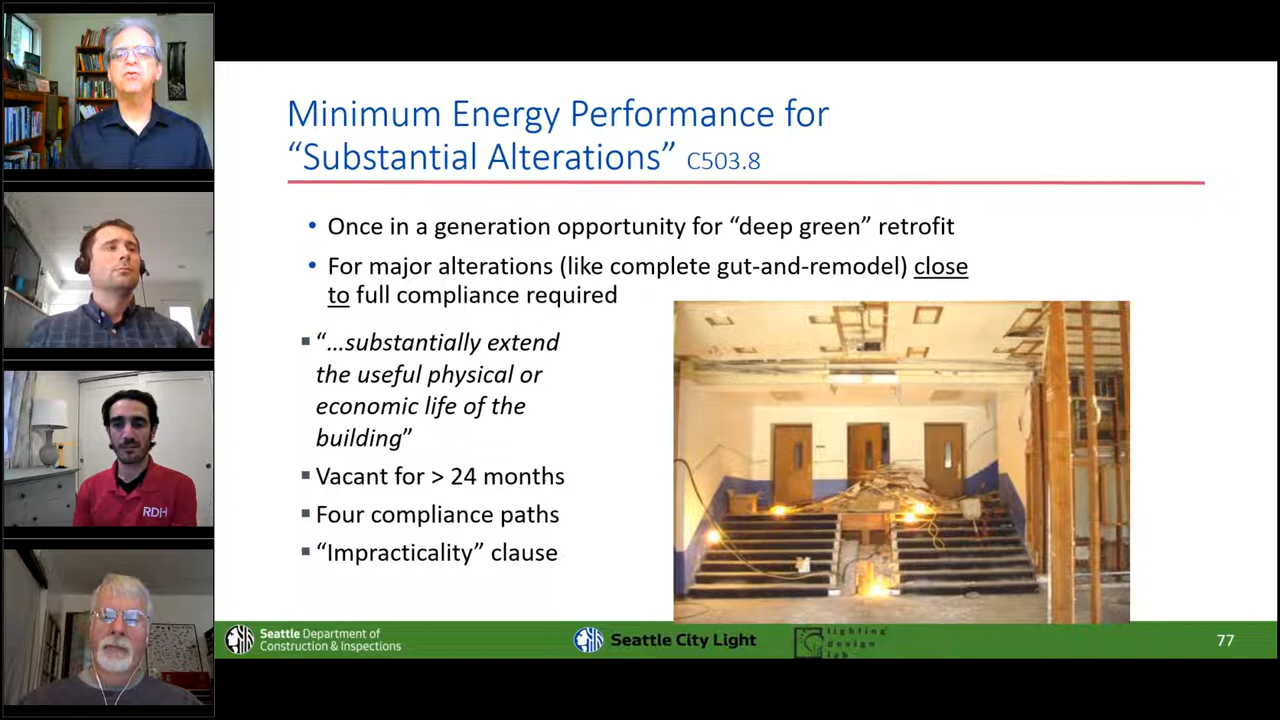 Minimum Energy Performance for
“Substantial Alterations” C503.8
• Once in a generation opportunity for “deep green” retrofit
• For major alterations (like complete gut-and-remodel) close
to full compliance required
▪ “…substantially extend
the useful physical or
economic life of the
building”
▪ Vacant for > 24 months
▪ Four compliance paths
▪ “Impracticality” clause
RDH
Seattle Department of
Construction & Inspections
Seattle City Light
lighting
design
lab
77